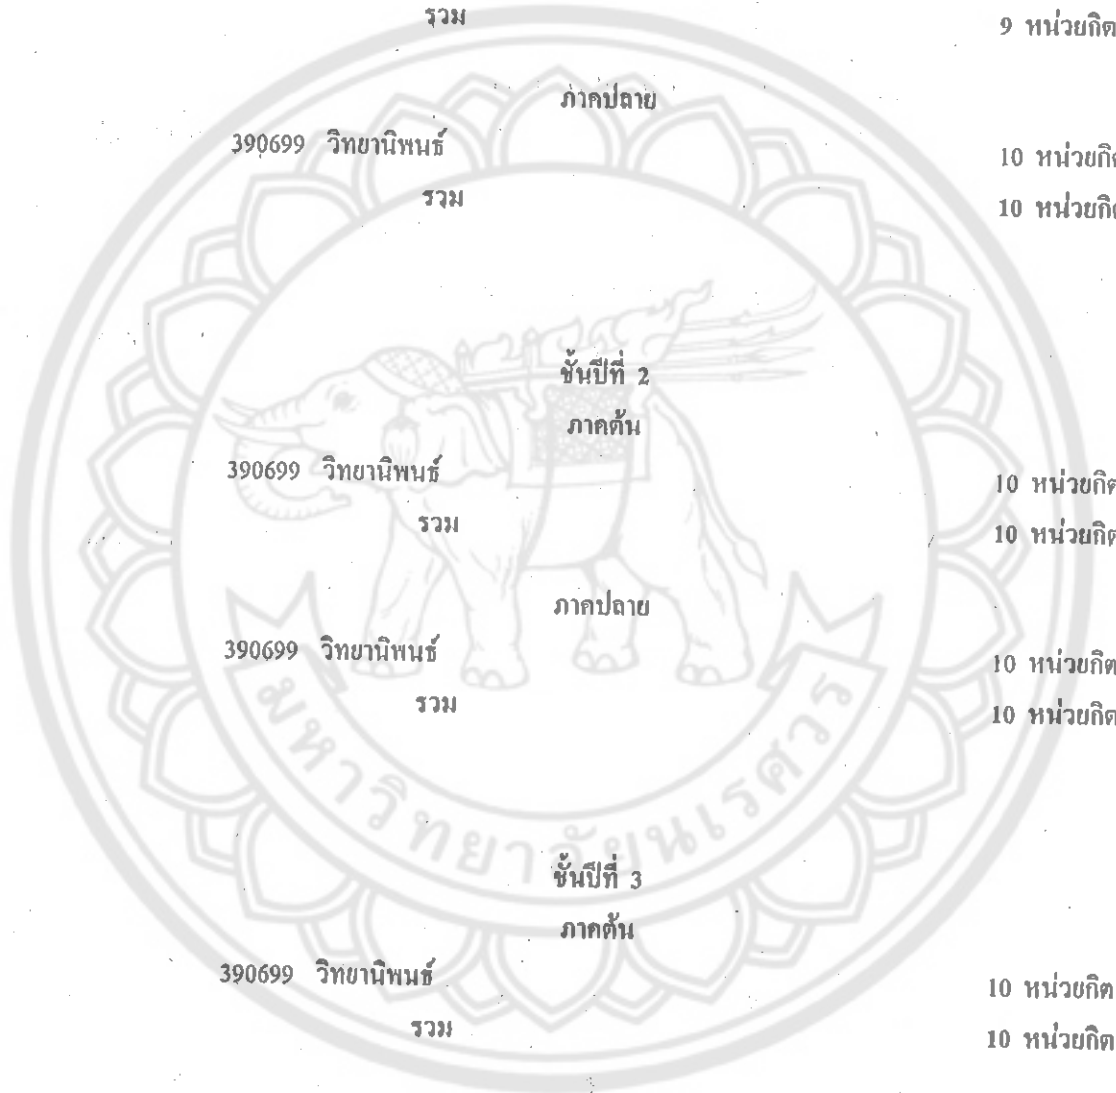 รวม 9 หน่วยกิต
ภาคปลาย
390699 วิทยานิพนธ์ 10 หน่วยกิ
รวม 10 หน่วยกิ
ชั้นปีที่ 2
ภาคต้น
390699 วิทยานิพนธ์ 10 หน่วยกิต
รวม 10 หน่วยกิต
ภาคปลาย
390699 วิทยานิพนธ์ 10 หน่วยกิต
รวม 10 หน่วยกิต
มหาวิทยาลัยนเรศวร
ชั้นปีที่ 3
ภาคต้น
390699 วิทยานิพนธ์ 10 หน่วยกิต
รวม 10 หน่วยกิต